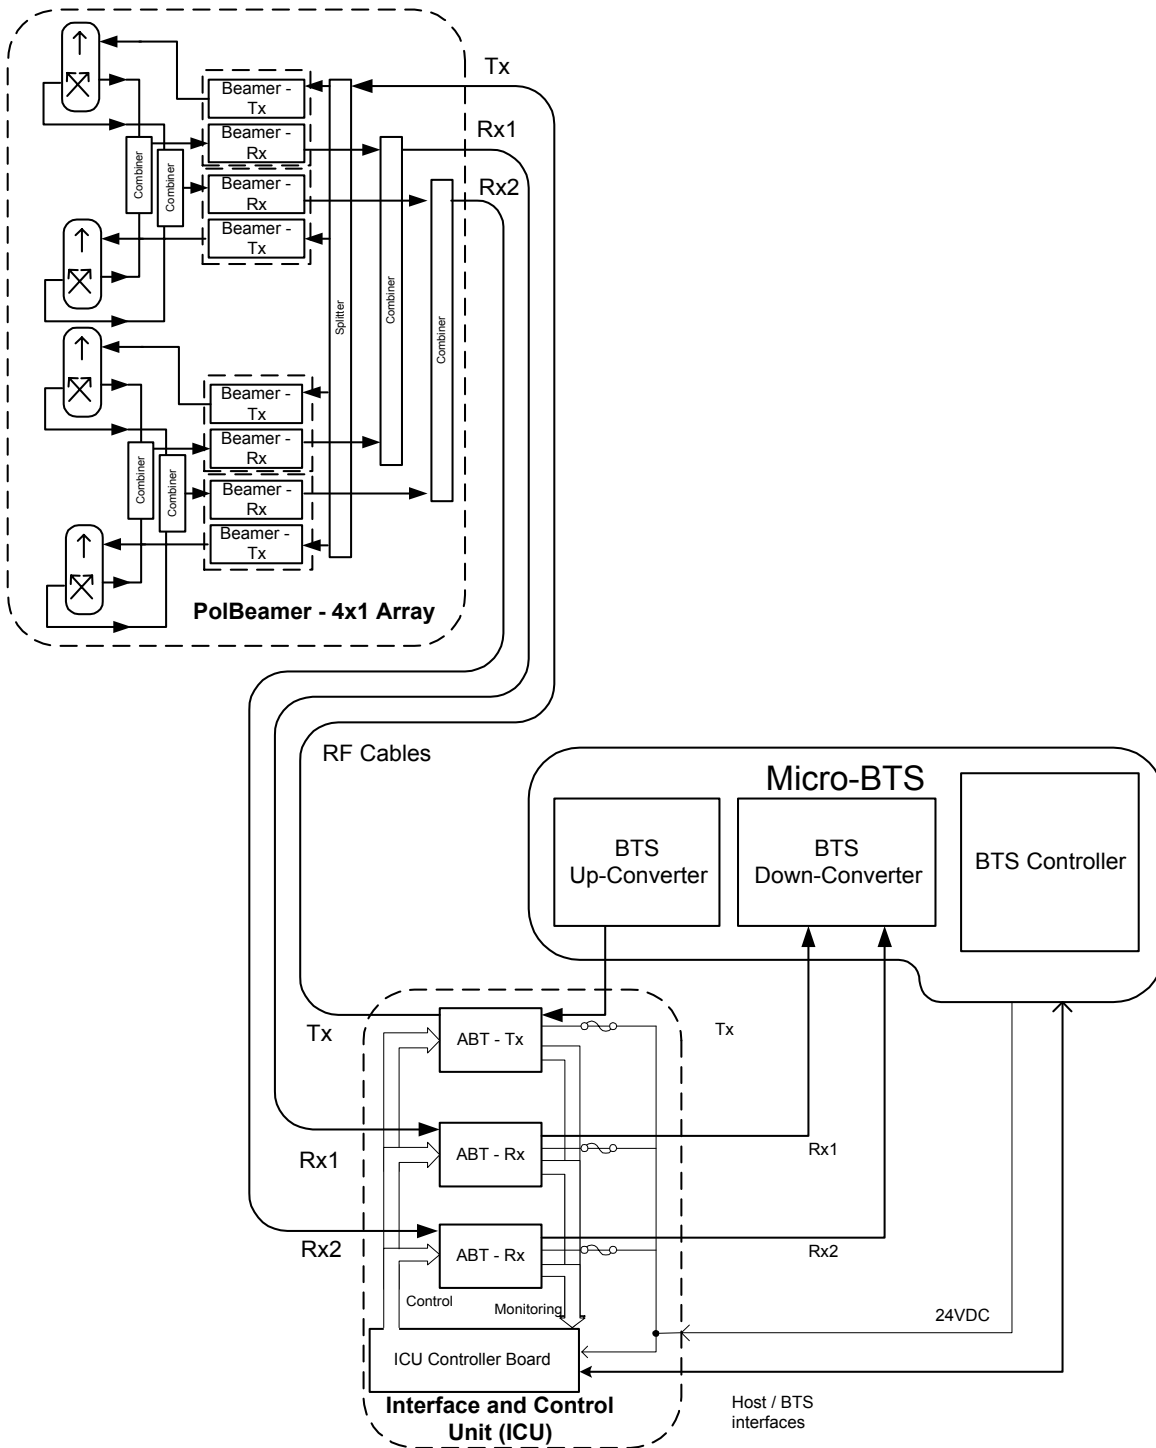 Tx
Rx1
Rx2
Beamer -
Tx
Beamer -
Rx
Beamer -
Rx
Beamer -
Tx
Combiner
Combiner
Splitter
Combiner
Combiner
Beamer -
Tx
Beamer -
Rx
Beamer -
Rx
Beamer -
Tx
Combiner
Combiner
PolBeamer - 4x1 Array
RF Cables
Micro-BTS
BTS
Up-Converter
BTS
Down-Converter
BTS Controller
Tx
ABT - Tx
Tx
Rx1
ABT - Rx
Rx1
Rx2
ABT - Rx
Rx2
Control
Monitoring
24VDC
ICU Controller Board
Interface and Control
Unit (ICU)
Host / BTS
interfaces